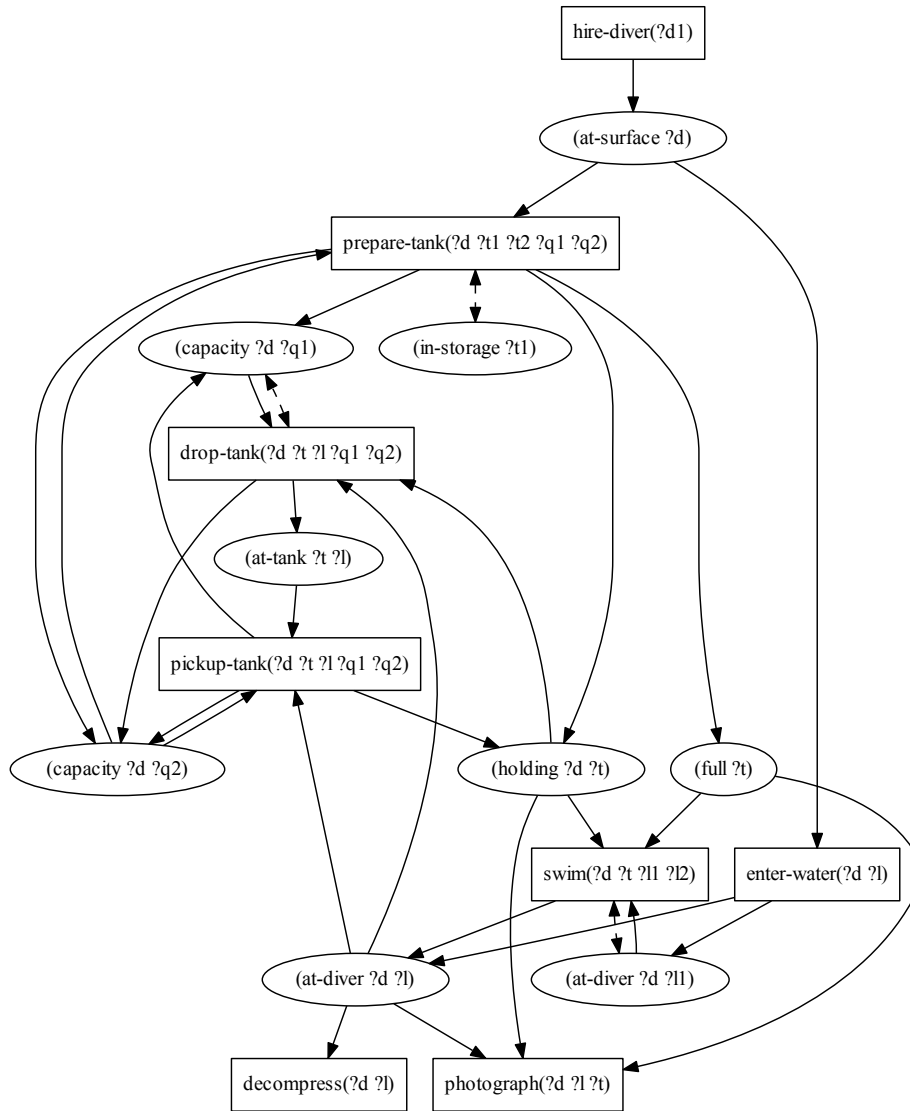 hire-diver(?d1)
(at-surface ?d)
prepare-tank(?d ?t1 ?t2 ?q1 ?q2)
(capacity ?d ?q1)
(in-storage ?t1)
drop-tank(?d ?t ?l ?q1 ?q2)
(at-tank ?t ?l)
pickup-tank(?d ?t ?l ?q1 ?q2)
(capacity ?d ?q2)
(holding ?d ?t)
(full ?t)
swim(?d ?t ?l1 ?l2)
enter-water(?d ?l)
(at-diver ?d ?l)
(at-diver ?d ?l1)
decompress(?d ?l)
photograph(?d ?l ?t)